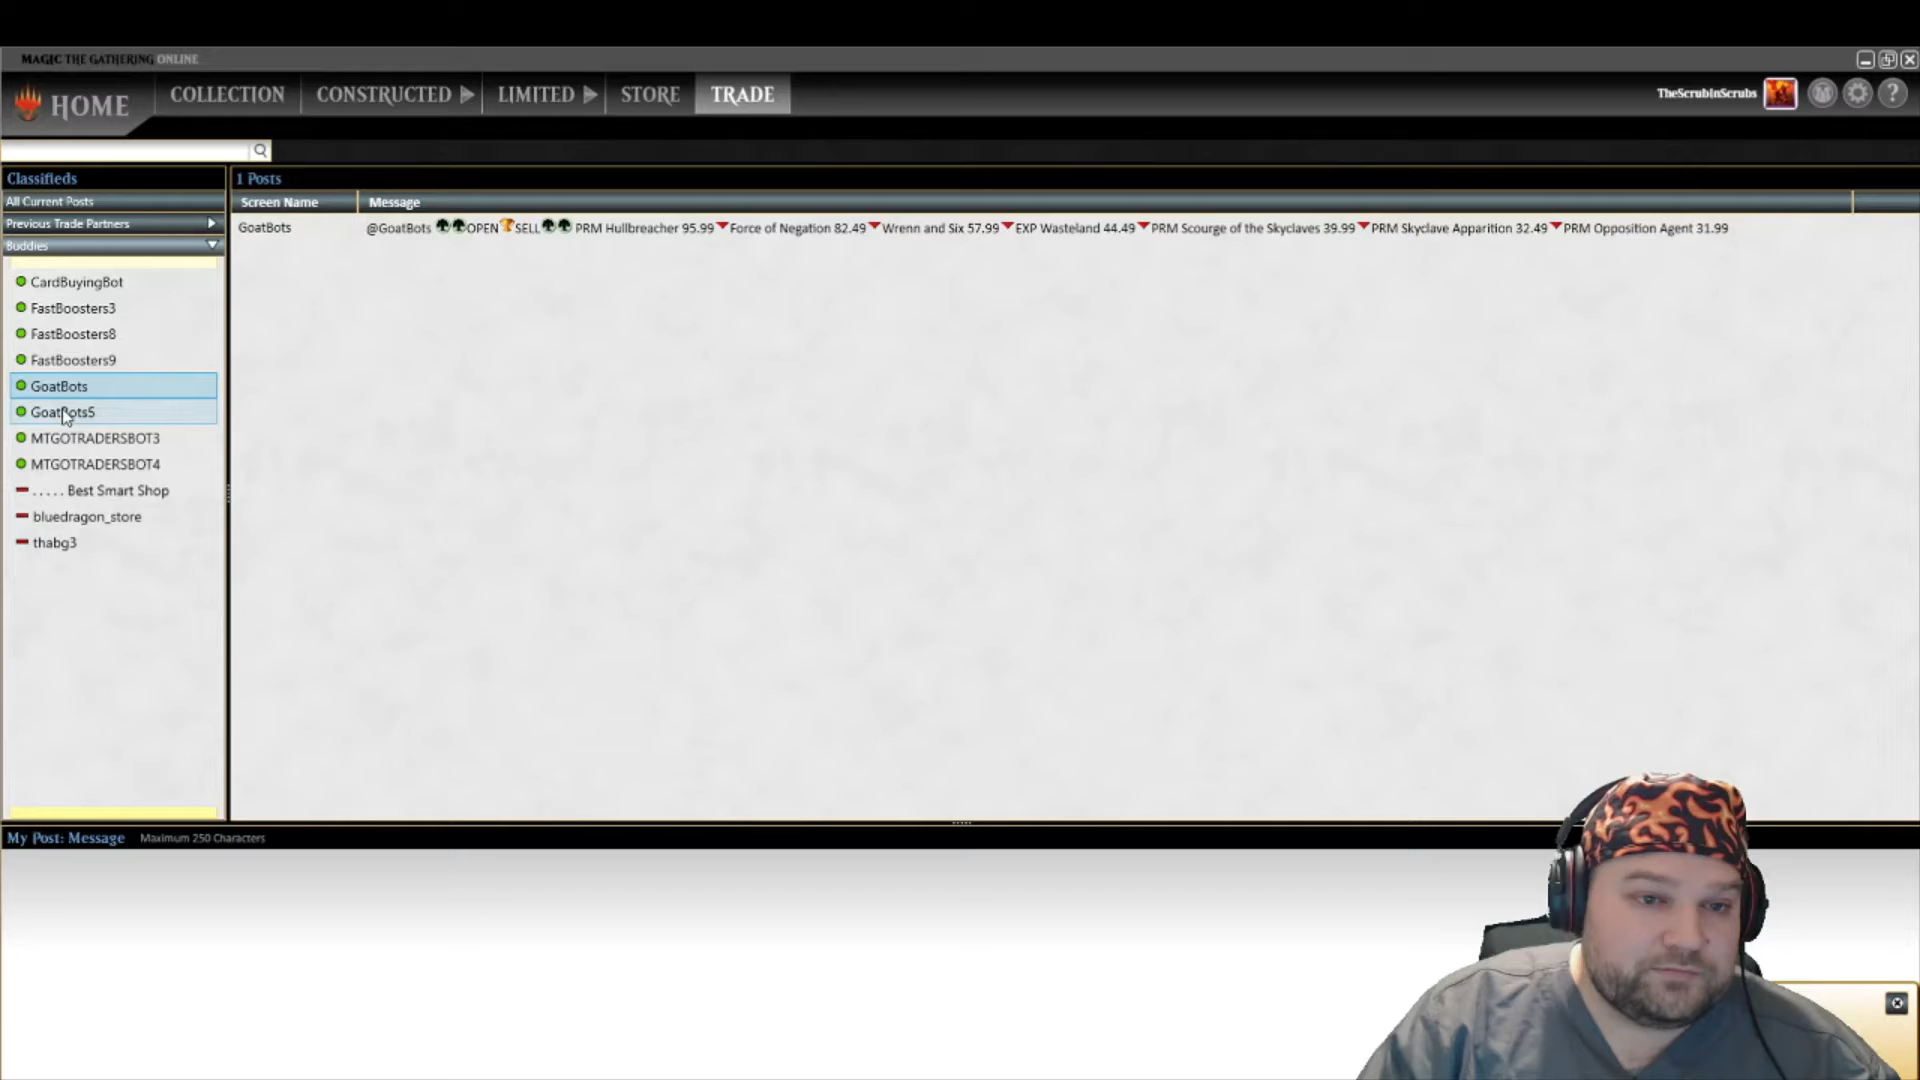 MAGIC THE GATHERING ONLINE
HOME
COLLECTION
CONSTRUCTED
LIMITED
STORE
TRADE
TheScrubInScrubs
?
Classifieds
1 Posts
All Current Posts
Screen Name
Message
Previous Trade Partners
GoatBots
@GoatBots OPEN SELL PRM Hullbreacher 95.99 Force of Negation 82.49 Wrenn and Six 57.99 EXP Wasteland 44.49 PRM Scourge of the Skyclaves 39.99 PRM Skyclave Apparition 32.49 PRM Opposition Agent 31.99
Buddies
CardBuyingBot
FastBoosters3
FastBoosters8
FastBoosters9
GoatBots
GoatBots5
MTGOTRADERSBOT3
MTGOTRADERSBOT4
. . . . . Best Smart Shop
bluedragon_store
thabg3
My Post: Message
Maximum 250 Characters